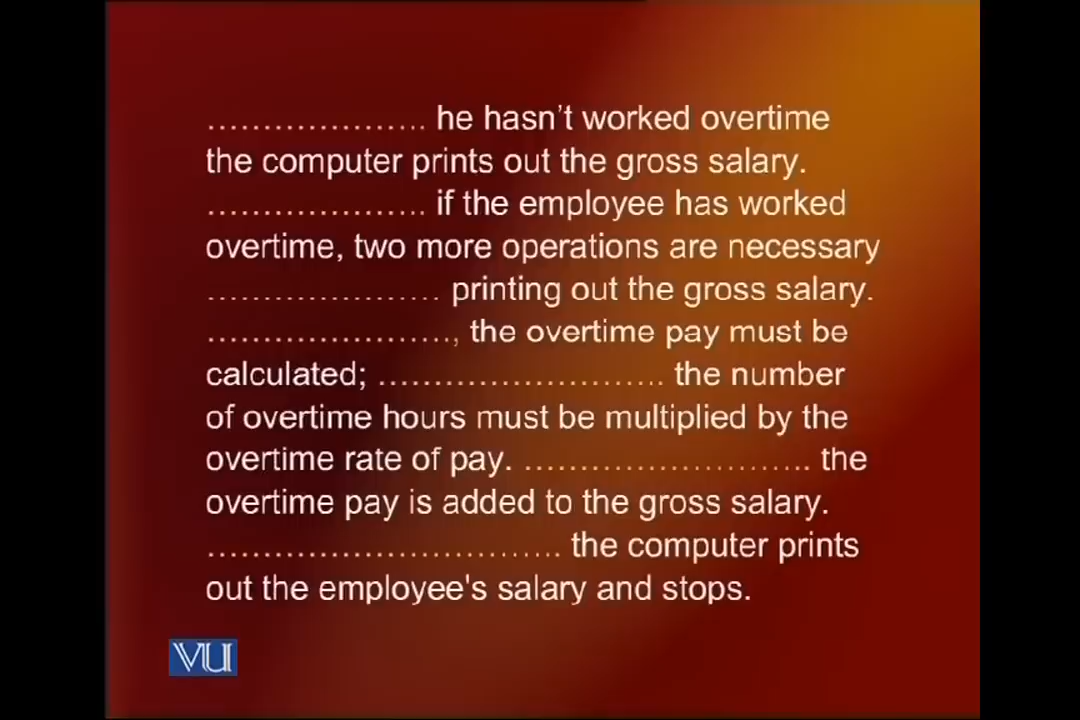 ………………… he hasn't worked overtime
the computer prints out the gross salary.
………………… if the employee has worked
overtime, two more operations are necessary
………………… printing out the gross salary.
……………………, the overtime pay must be
calculated; ……………………… the number
of overtime hours must be multiplied by the
overtime rate of pay. ……………………… the
overtime pay is added to the gross salary.
…………………………… the computer prints
out the employee's salary and stops.
VU